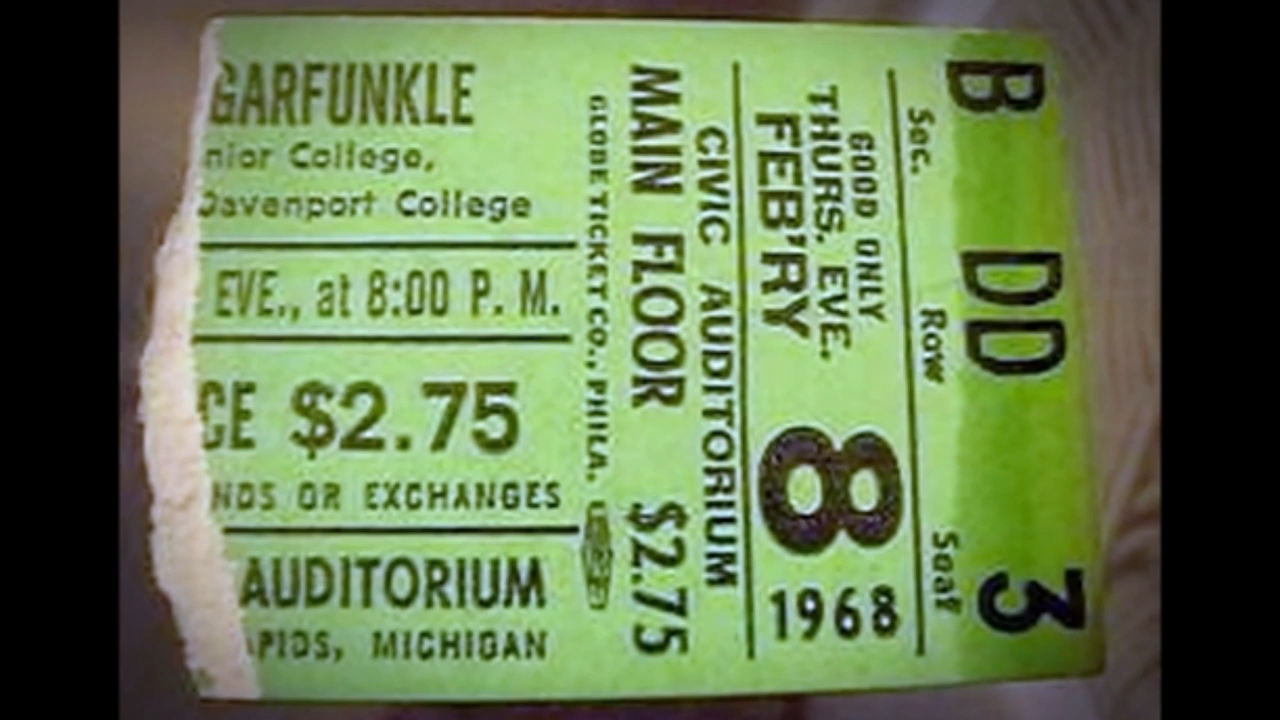 GARFUNKLE
nior College,
Davenport College
EVE., at 8:00 P. M.
CE $2.75
NDS OR EXCHANGES
AUDITORIUM
APIDS, MICHIGAN
GLOBE TICKET CO., PHILA.
MAIN FLOOR $2.75
CIVIC AUDITORIUM
FEB'RY 8
THURS. EVE.
GOOD ONLY
1968
Sec. Row Seat
B DD 3